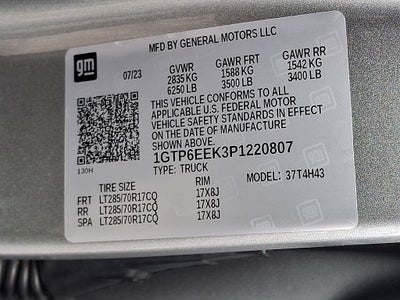 gm
MFD BY GENERAL MOTORS LLC
07/23 GVWR GAWR FRT GAWR RR
2835 KG 1588 KG 1542 KG
6250 LB 3500 LB 3400 LB
THIS VEHICLE CONFORMS TO ALL
APPLICABLE U.S. FEDERAL MOTOR
VEHICLE SAFETY STANDARDS IN EFFECT
ON THE DATE OF MANUFACTURE
SHOWN ABOVE.
1GTP6EEK3P1220807
130H TYPE: TRUCK MODEL: 37T4H43
TIRE SIZE RIM
FRT LT285/70R17CQ 17X8J
RR LT285/70R17CQ 17X8J
SPA LT285/70R17CQ 17X8J